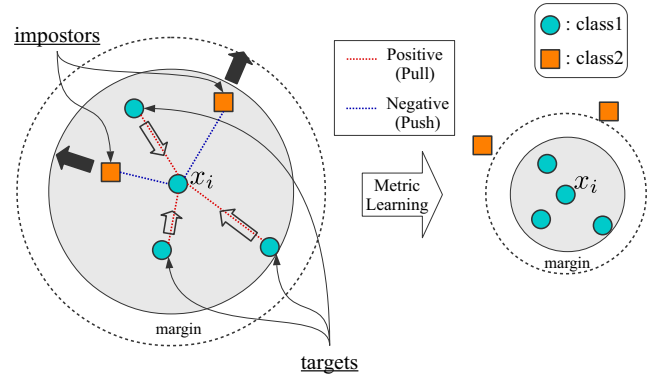 impostors
Positive
(Pull)
Negative
(Push)
: class1
: class2
x_i
Metric
Learning
x_i
margin
margin
targets